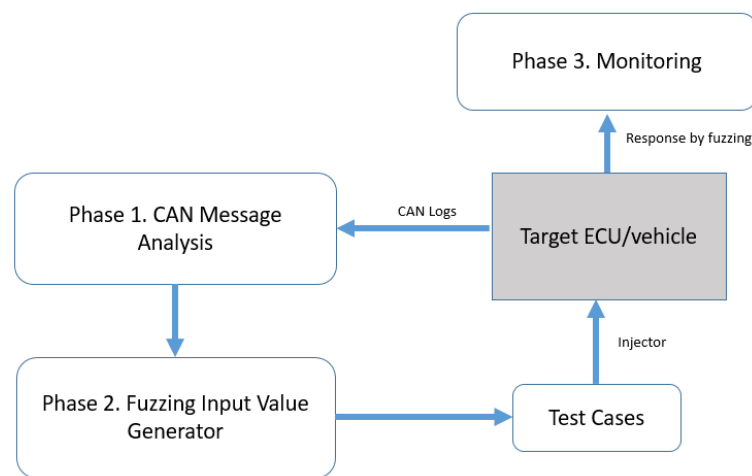 Phase 3. Monitoring
Response by fuzzing
Phase 1. CAN Message
Analysis
CAN Logs
Target ECU/vehicle
Injector
Phase 2. Fuzzing Input Value
Generator
Test Cases